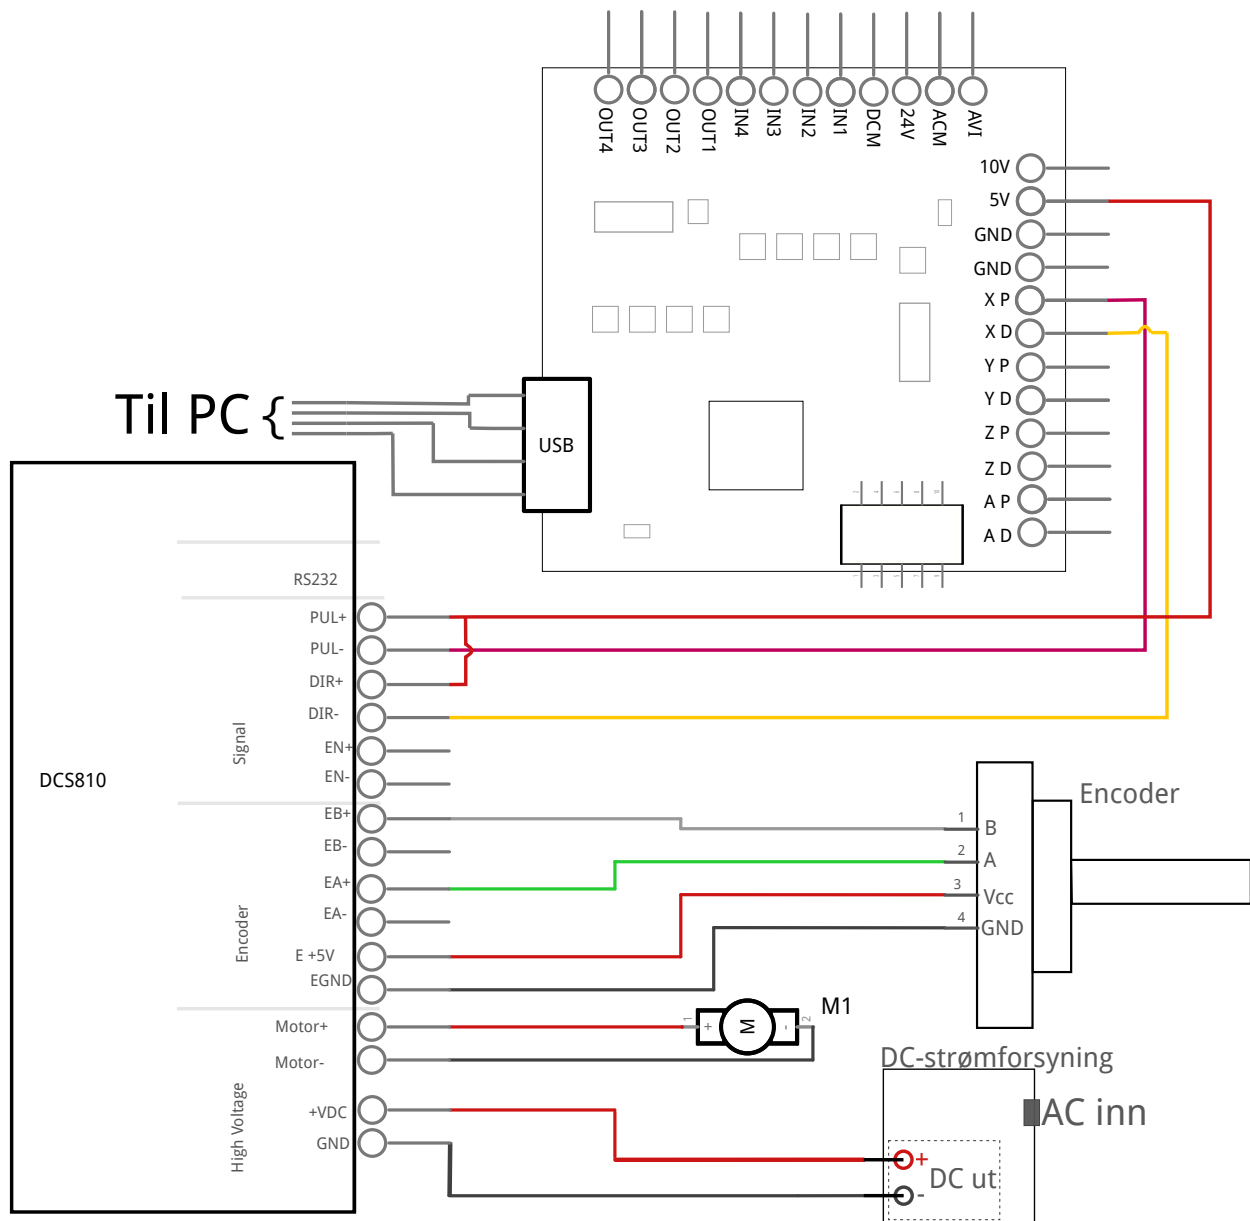 OUT4
OUT3
OUT2
OUT1
IN4
IN3
IN2
IN1
DCM
24V
ACM
AVI
10V
5V
GND
GND
X P
X D
Y P
Y D
Z P
Z D
A P
A D
Til PC {
USB
DCS810
RS232
PUL+
PUL-
DIR+
DIR-
EN+
EN-
Signal
EB+
EB-
EA+
EA-
E +5V
EGND
Encoder
Motor+
Motor-
+VDC
GND
High Voltage
Encoder
1
B
2
A
3
Vcc
4
GND
1
+
M
-
2
M1
DC-strømforsyning
AC inn
+
DC ut
-